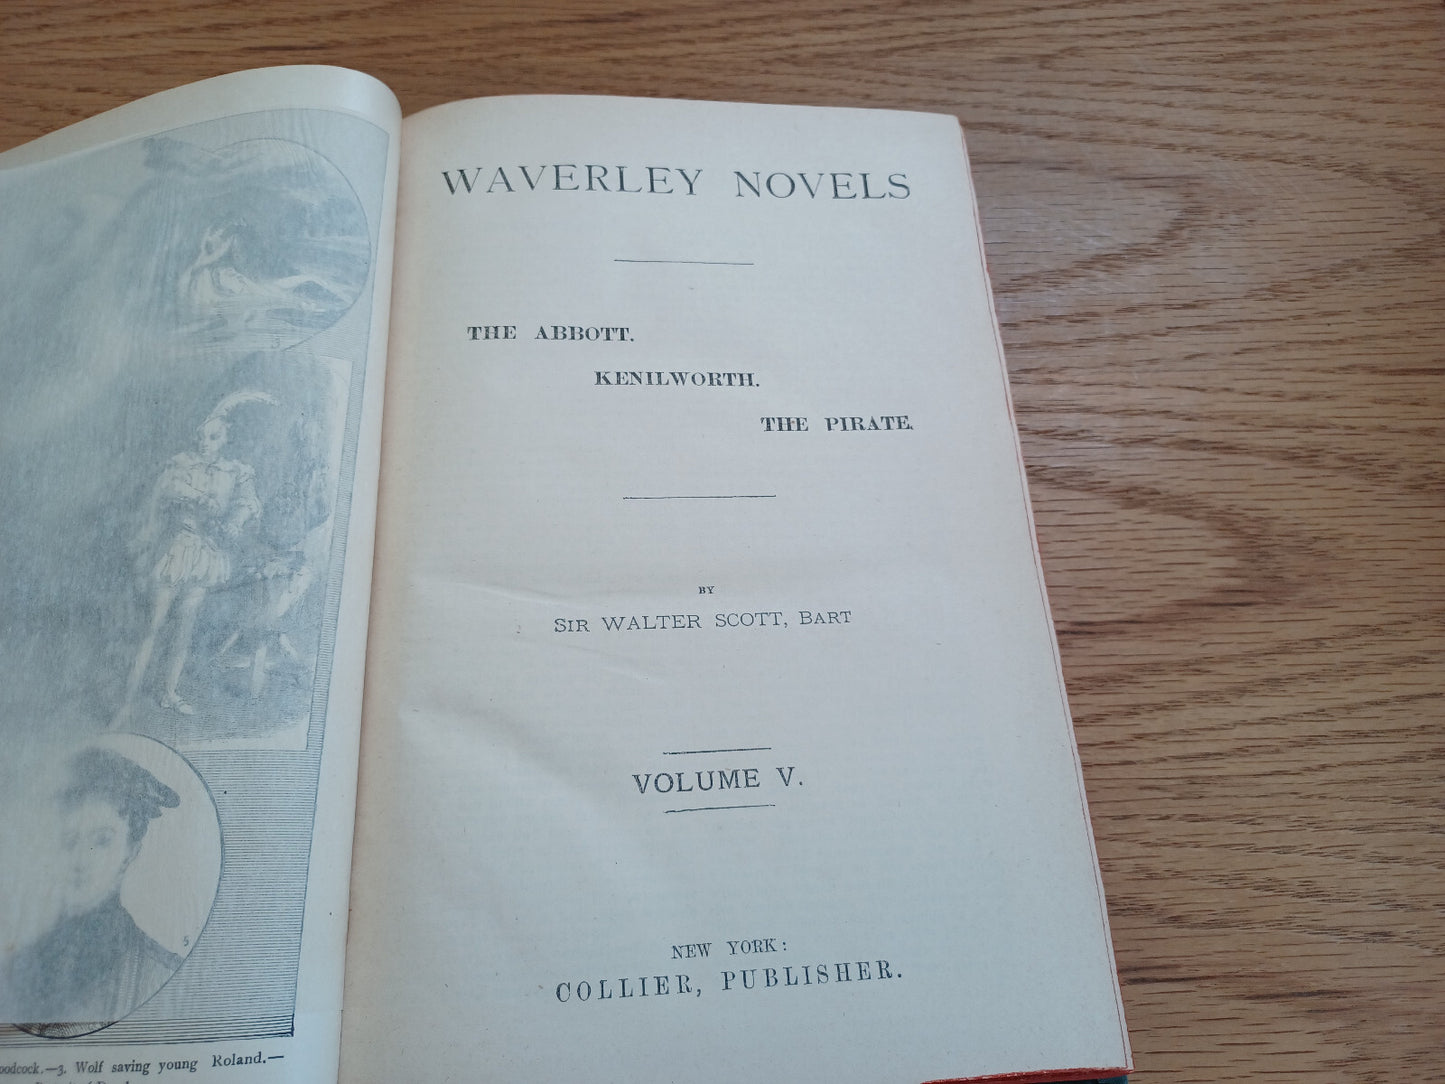 WAVERLEY NOVELS
THE ABBOTT.
KENILWORTH.
THE PIRATE.
BY
SIR WALTER SCOTT, BART
VOLUME V.
NEW YORK:
COLLIER, PUBLISHER.
5
3. Wolf saving young Roland.—